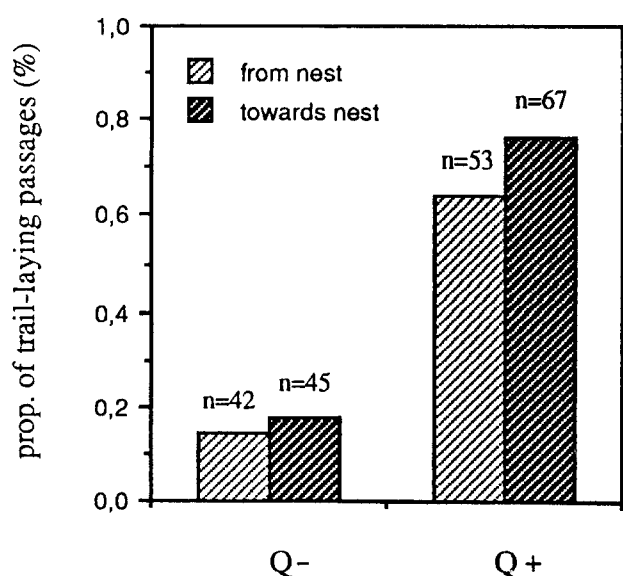 prop. of trail-laying passages (%)
1,0
0,8
0,6
0,4
0,2
0,0
from nest
towards nest
n=42
n=45
n=53
n=67
Q-
Q+